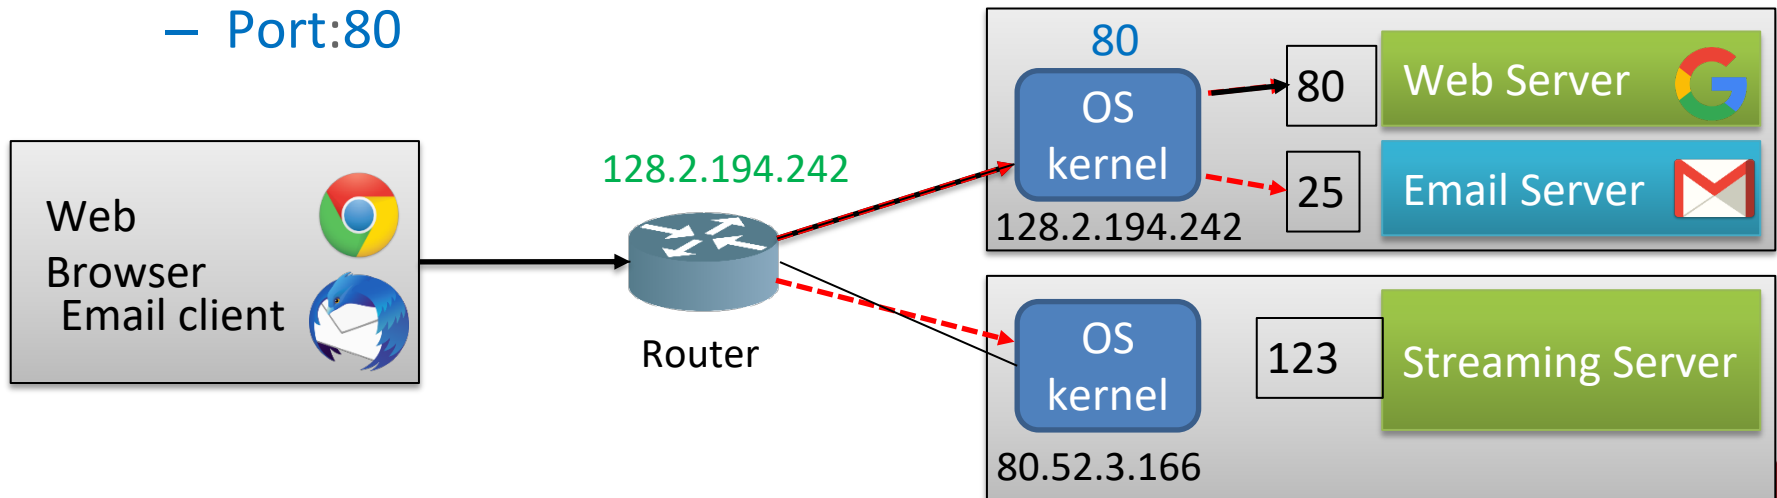 – Port:80
Web
Browser
Email client
128.2.194.242
Router
80
OS
kernel
128.2.194.242
80
Web Server
25
Email Server
OS
kernel
80.52.3.166
123
Streaming Server